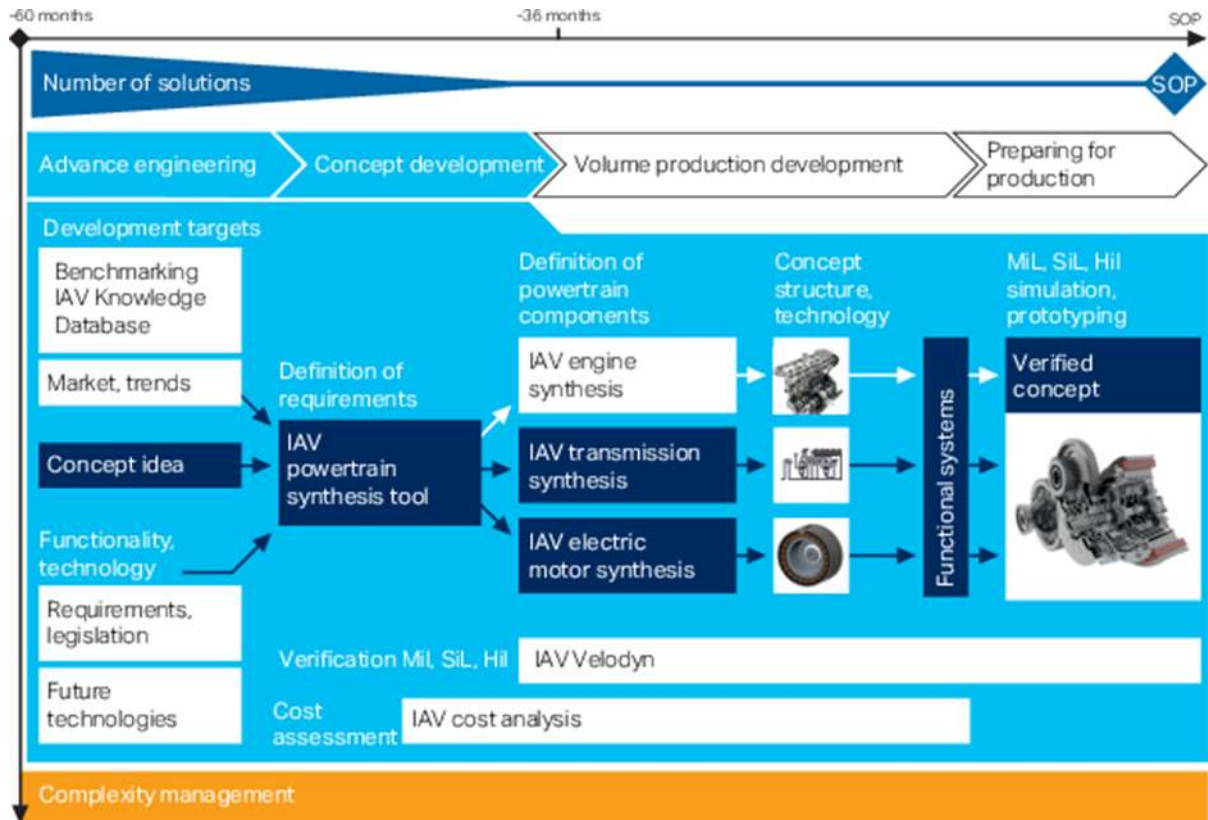 -60 months
-36 months
SOP
Number of solutions
SOP
Advance engineering
Concept development
Volume production development
Preparing for
production
Development targets
Benchmarking
IAV Knowledge
Database
Market, trends
Concept idea
Functionality,
technology
Requirements,
legislation
Future
technologies
Definition of
requirements
IAV
powertrain
synthesis tool
Definition of
powertrain
components
IAV engine
synthesis
IAV transmission
synthesis
IAV electric
motor synthesis
Concept
structure,
technology
Functional systems
MiL, SiL, Hil
simulation,
prototyping
Verified
concept
Verification Mil, SiL, Hil
IAV Velodyn
Cost
assessment
IAV cost analysis
Complexity management